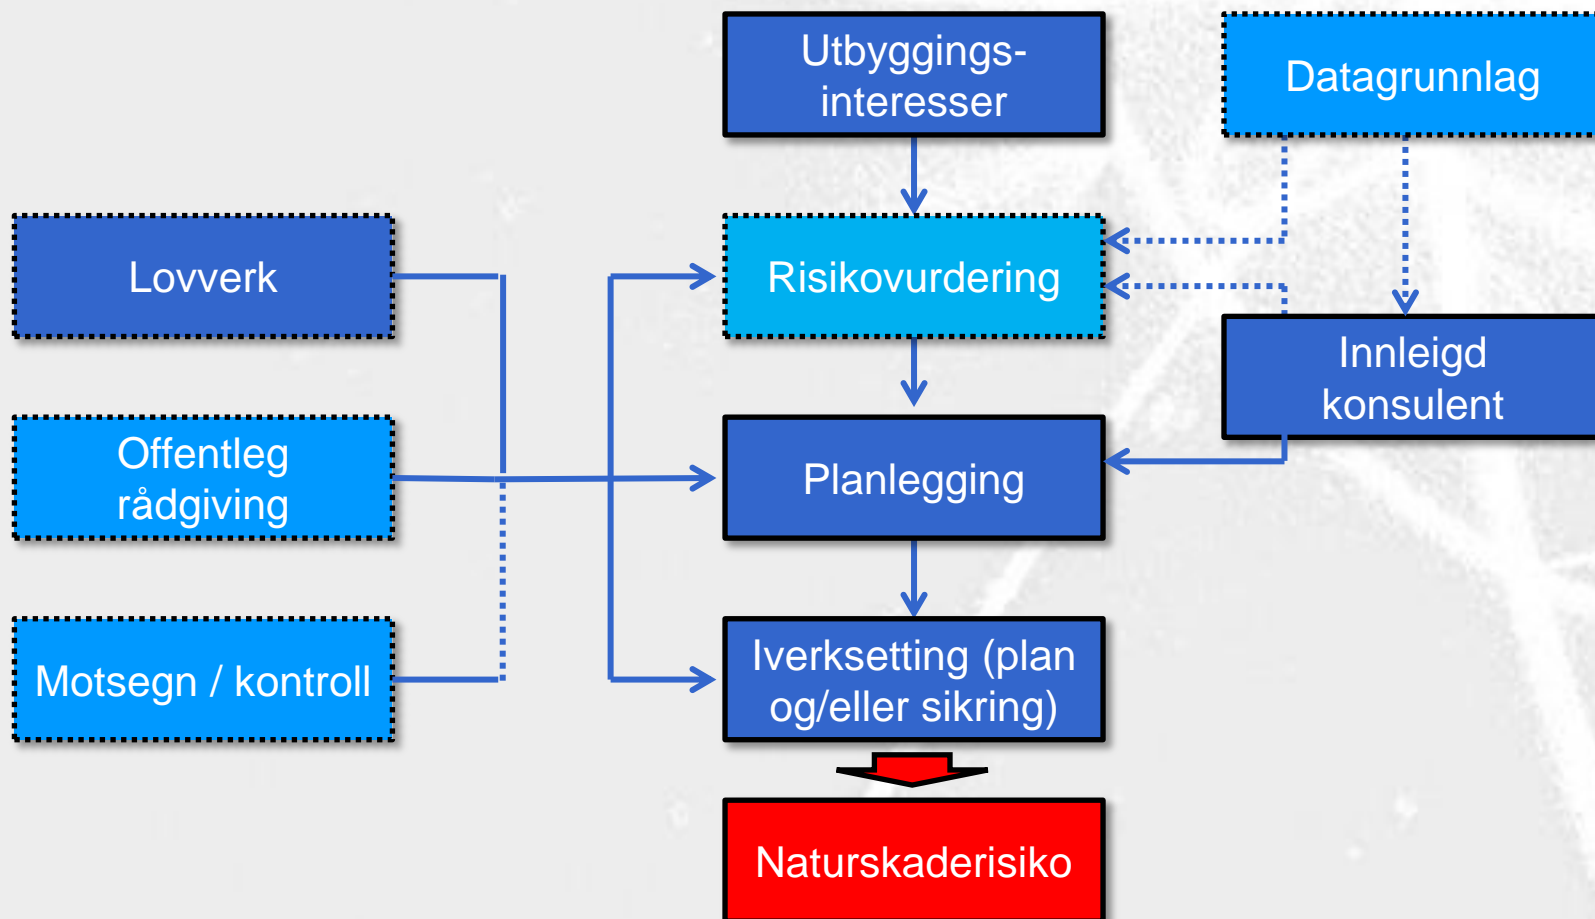 Utbyggings-
interesser
Datagrunnlag
Lovverk
Risikovurdering
Innleigd
konsulent
Offentleg
rådgiving
Planlegging
Motsegn / kontroll
Iverksetting (plan
og/eller sikring)
Naturskaderisiko